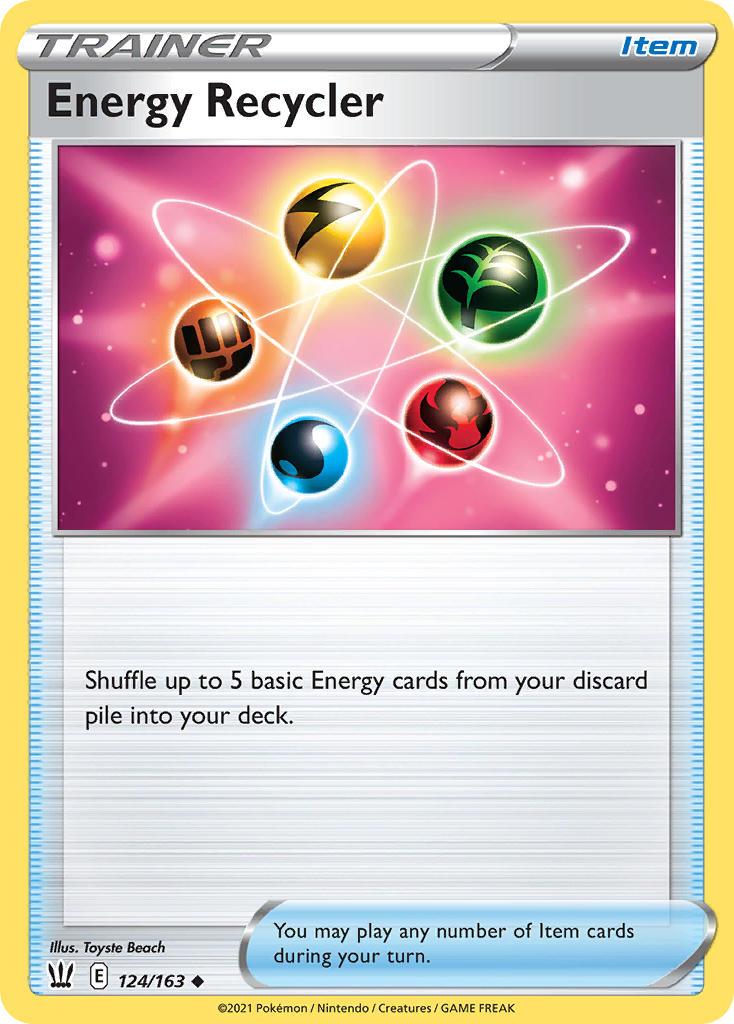 TRAINER
Item
Energy Recycler
Shuffle up to 5 basic Energy cards from your discard
pile into your deck.
Illus. Toyste Beach
You may play any number of Item cards
during your turn.
E
124/163
©2021 Pokémon / Nintendo / Creatures / GAME FREAK